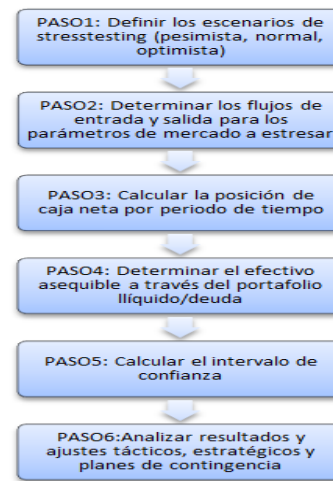 PASO1: Definir los escenarios de
stresstesting (pesimista, normal,
optimista)
PASO2: Determinar los flujos de
entrada y salida para los
parámetros de mercado a estresar
PASO3: Calcular la posición de
caja neta por periodo de tiempo
PASO4: Determinar el efectivo
asequible a través del portafolio
llíquido/deuda
PASO5: Calcular el intervalo de
confianza
PASO6:Analizar resultados y
ajustes tácticos, estratégicos y
planes de contingencia